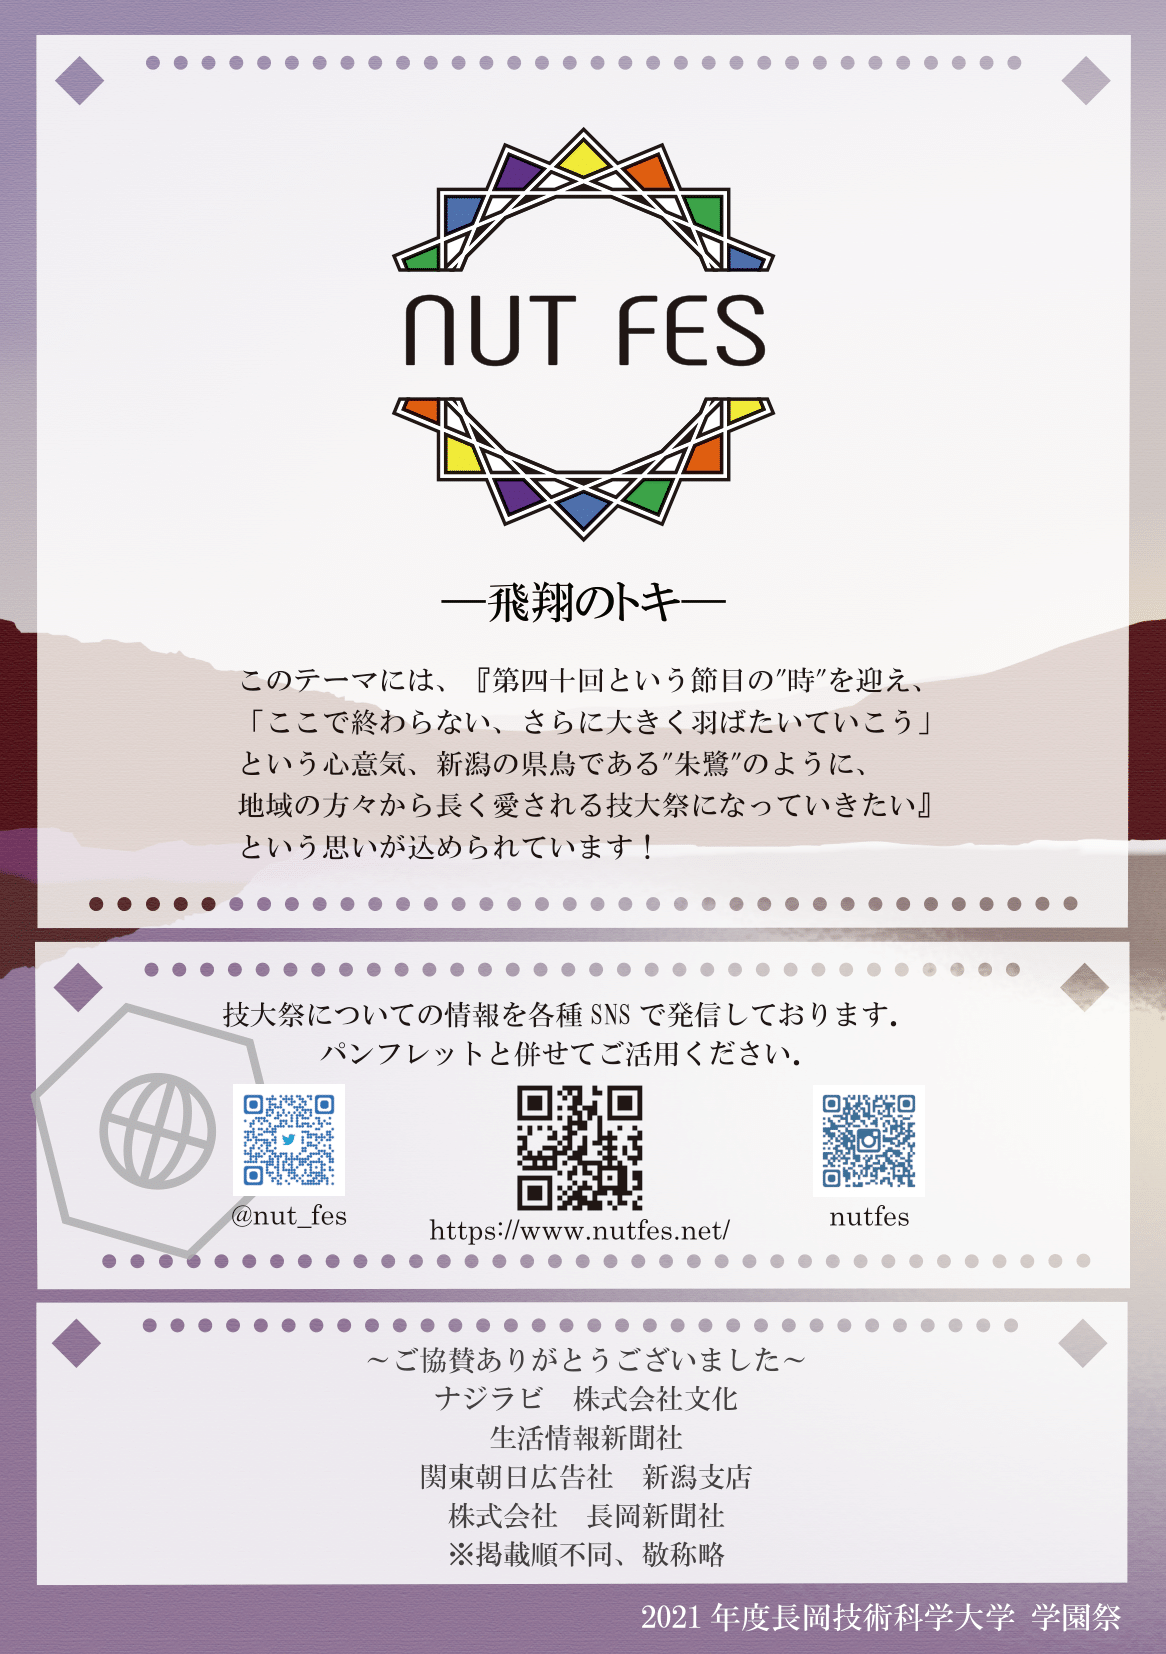 NUT FES
―飛翔のトキ―
このテーマには、『第四十回という節目の"時"を迎え、
「ここで終わらない、さらに大きく羽ばたいていこう」
という心意気、新潟の県鳥である"朱鷺"のように、
地域の方々から長く愛される技大祭になっていきたい』
という思いが込められています！
技大祭についての情報を各種 SNS で発信しております．
パンフレットと併せてご活用ください．
@nut_fes
https://www.nutfes.net/
nutfes
～ご協賛ありがとうございました～
ナジラビ　株式会社文化
生活情報新聞社
関東朝日広告社　新潟支店
株式会社　長岡新聞社
※掲載順不同、敬称略
2021 年度長岡技術科学大学 学園祭